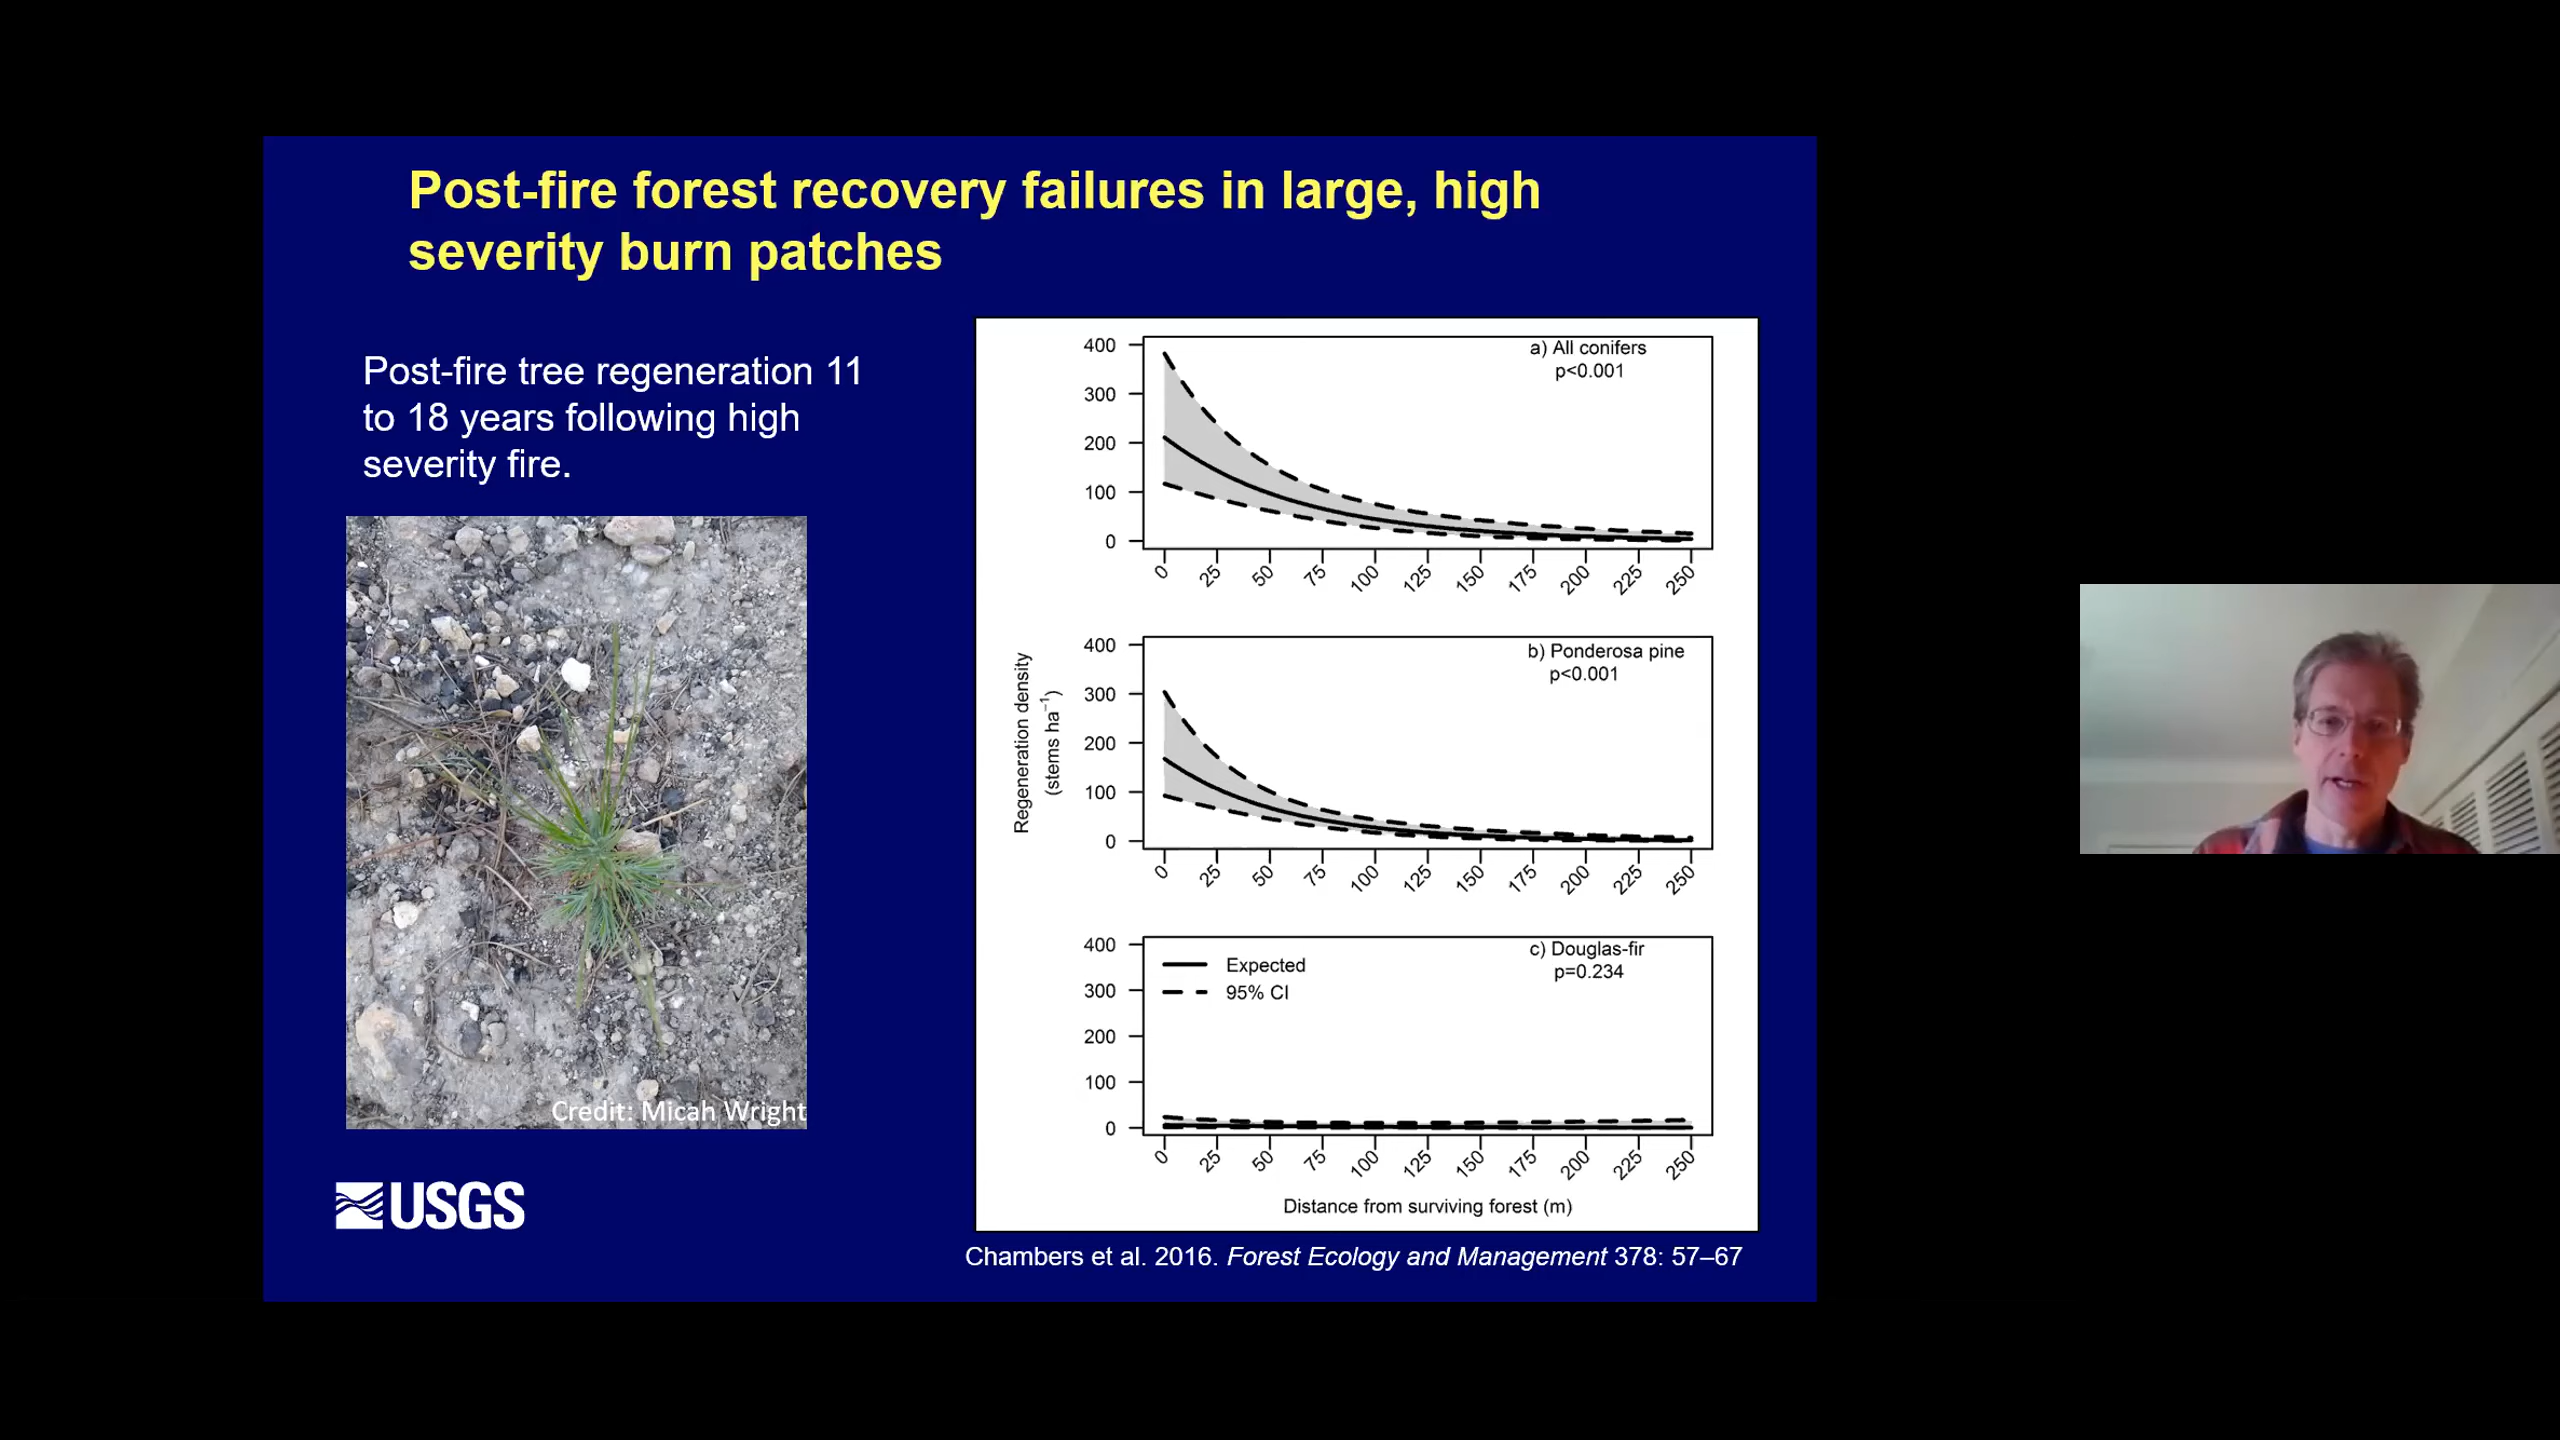 Post-fire forest recovery failures in large, high
severity burn patches
Post-fire tree regeneration 11
to 18 years following high
severity fire.
Credit: Micah Wright
USGS
Regeneration density
(stems ha⁻¹)
400
300
200
100
0
a) All conifers
p<0.001
0 25 50 75 100 125 150 175 200 225 250
400
300
200
100
0
b) Ponderosa pine
p<0.001
0 25 50 75 100 125 150 175 200 225 250
400
300
200
100
0
Expected
95% CI
c) Douglas-fir
p=0.234
0 25 50 75 100 125 150 175 200 225 250
Distance from surviving forest (m)
Chambers et al. 2016. Forest Ecology and Management 378: 57–67